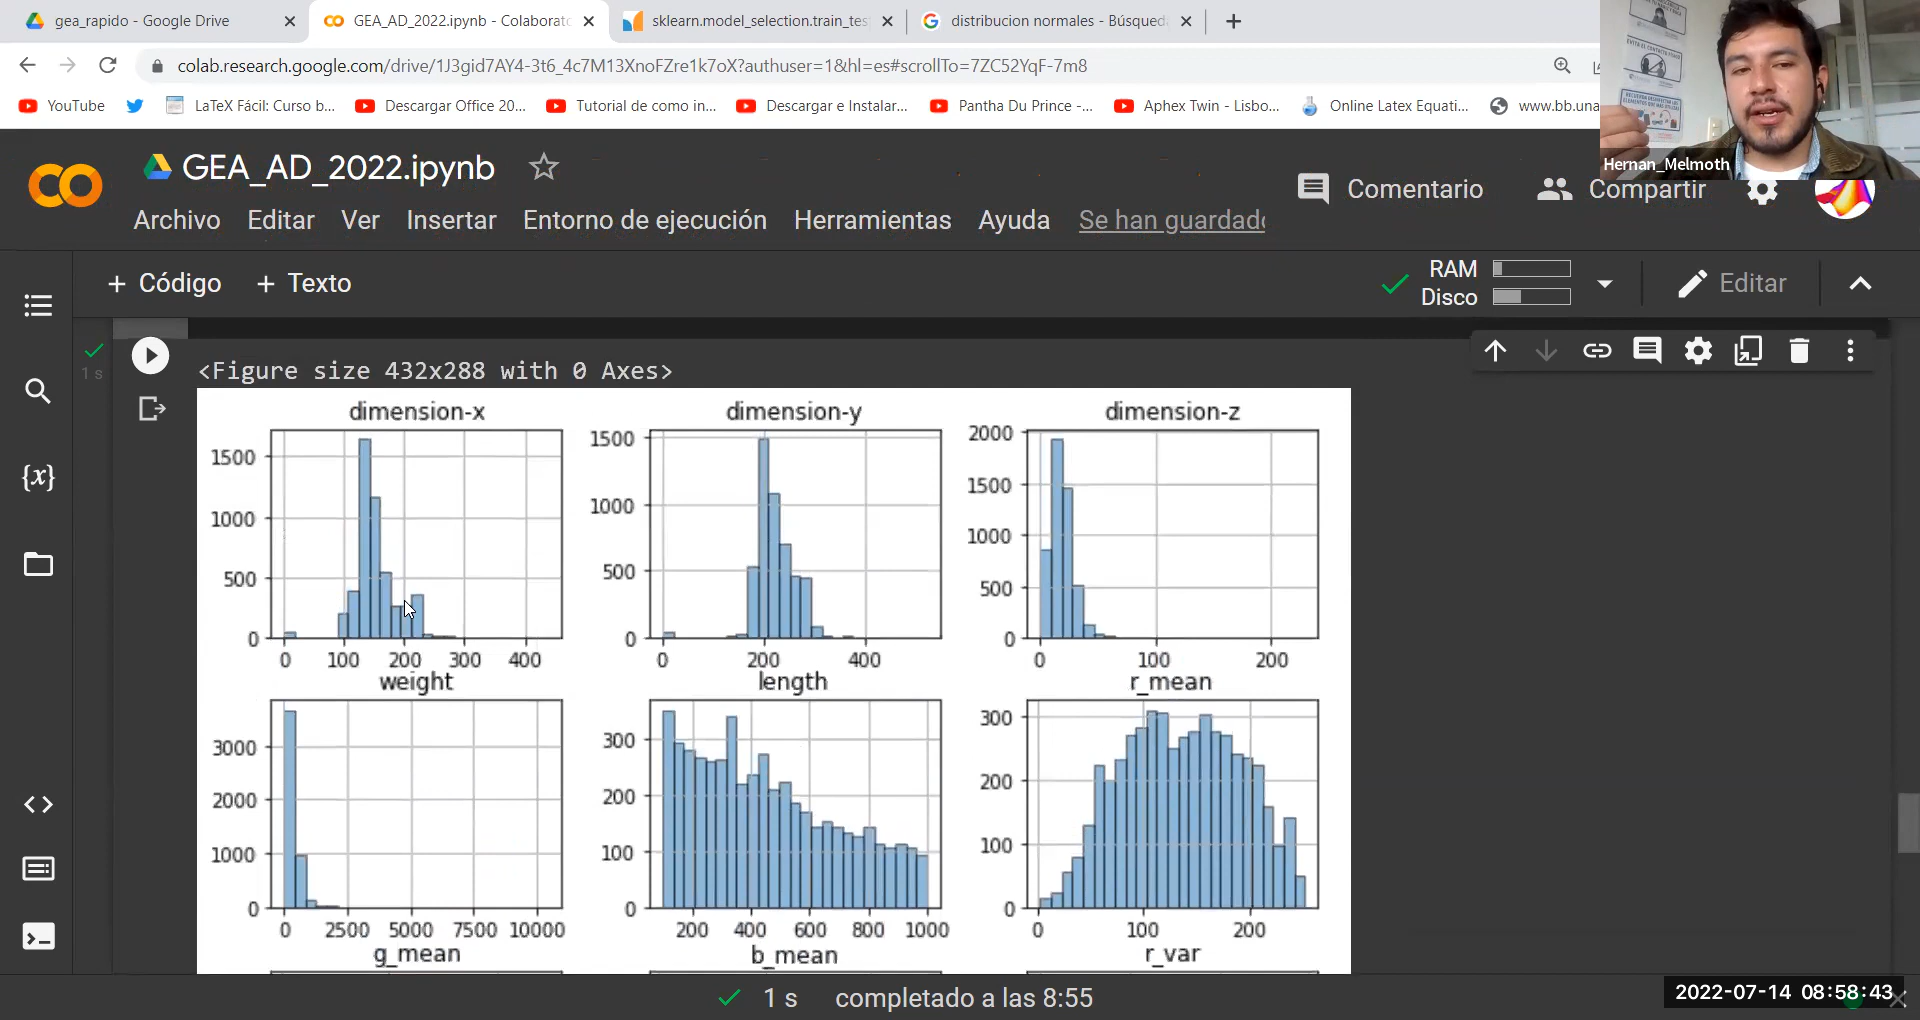 gea_rapido - Google Drive
GEA_AD_2022.ipynb - Colaborato
sklearn.model_selection.train_tes
distribucion normales - Búsqued
colab.research.google.com/drive/1J3gid7AY4-3t6_4c7M13XnoFZre1k7oX?authuser=1&hl=es#scrollTo=7ZC52YqF-7m8
YouTube
LaTeX Fácil: Curso b...
Descargar Office 20...
Tutorial de como in...
Descargar e Instalar...
Pantha Du Prince -...
Aphex Twin - Lisbo...
Online Latex Equati...
www.bb.una
Hernan_Melmoth
GEA_AD_2022.ipynb
Comentario
Compartir
Archivo Editar Ver Insertar Entorno de ejecución Herramientas Ayuda Se han guardado
+ Código + Texto
RAM
Disco
Editar
{x}
1 s
<Figure size 432x288 with 0 Axes>
dimension-x dimension-y dimension-z
1500
1000
500
0
0 100 200 300 400
1500
1000
500
0
0 200 400
2000
1500
1000
500
0
0 100 200
weight length r_mean
3000
2000
1000
0
0 2500 5000 7500 10000
300
200
100
0
200 400 600 800 1000
300
200
100
0
0 100 200
g_mean b_mean r_var
1 s completado a las 8:55
2022-07-14 08:58:43